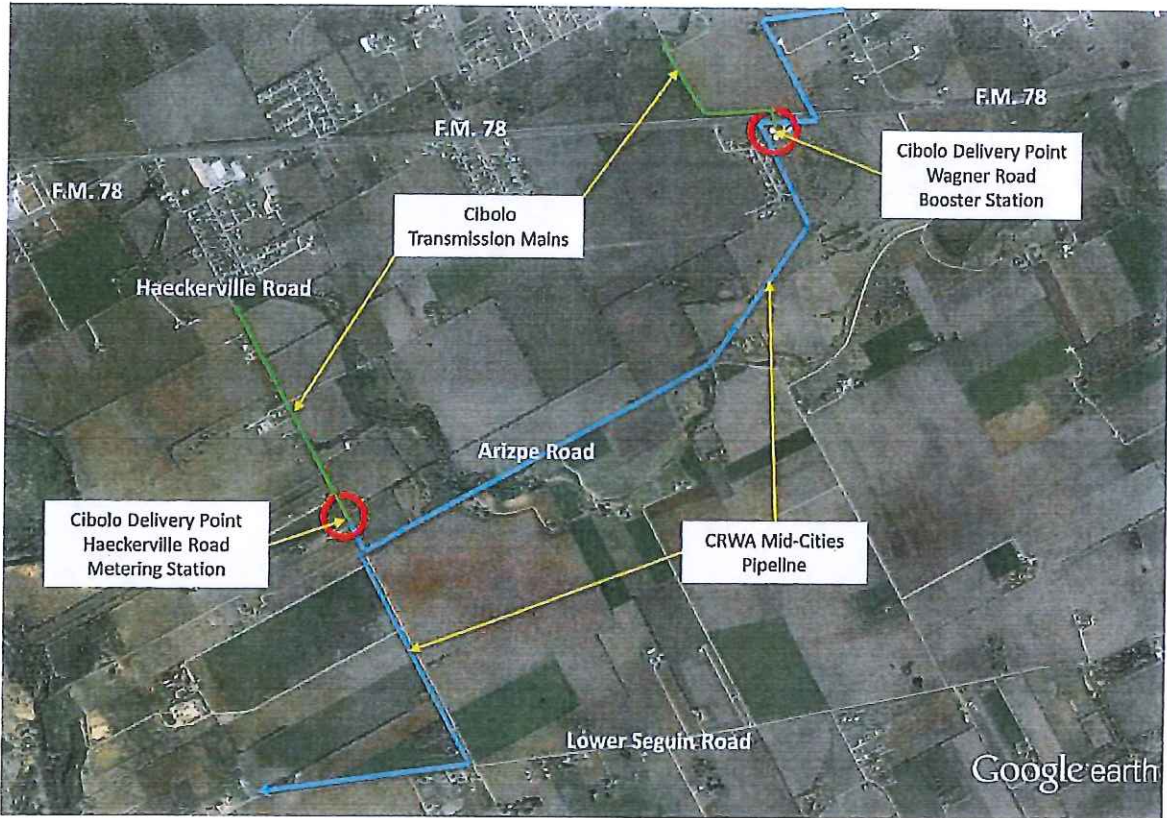 F.M. 78
F.M. 78
F.M. 78
Cibolo Delivery Point
Wagner Road
Booster Station
Cibolo
Transmission Mains
Haeckerville Road
Arizpe Road
Cibolo Delivery Point
Haeckerville Road
Metering Station
CRWA Mid-Cities
Pipeline
Lower Seguin Road
Google earth